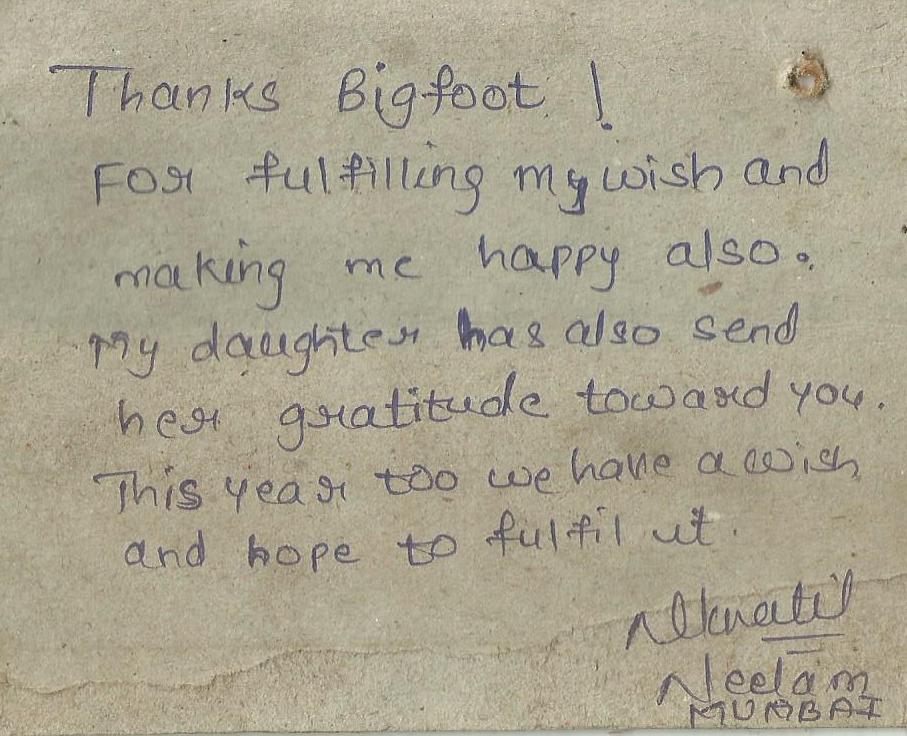 Thanks Bigfoot !
For fulfilling my wish and
making me happy also.
My daughter has also send
her gratitude toward you.
This year too we have a wish
and hope to fulfil it.
Neelam
MUMBAI